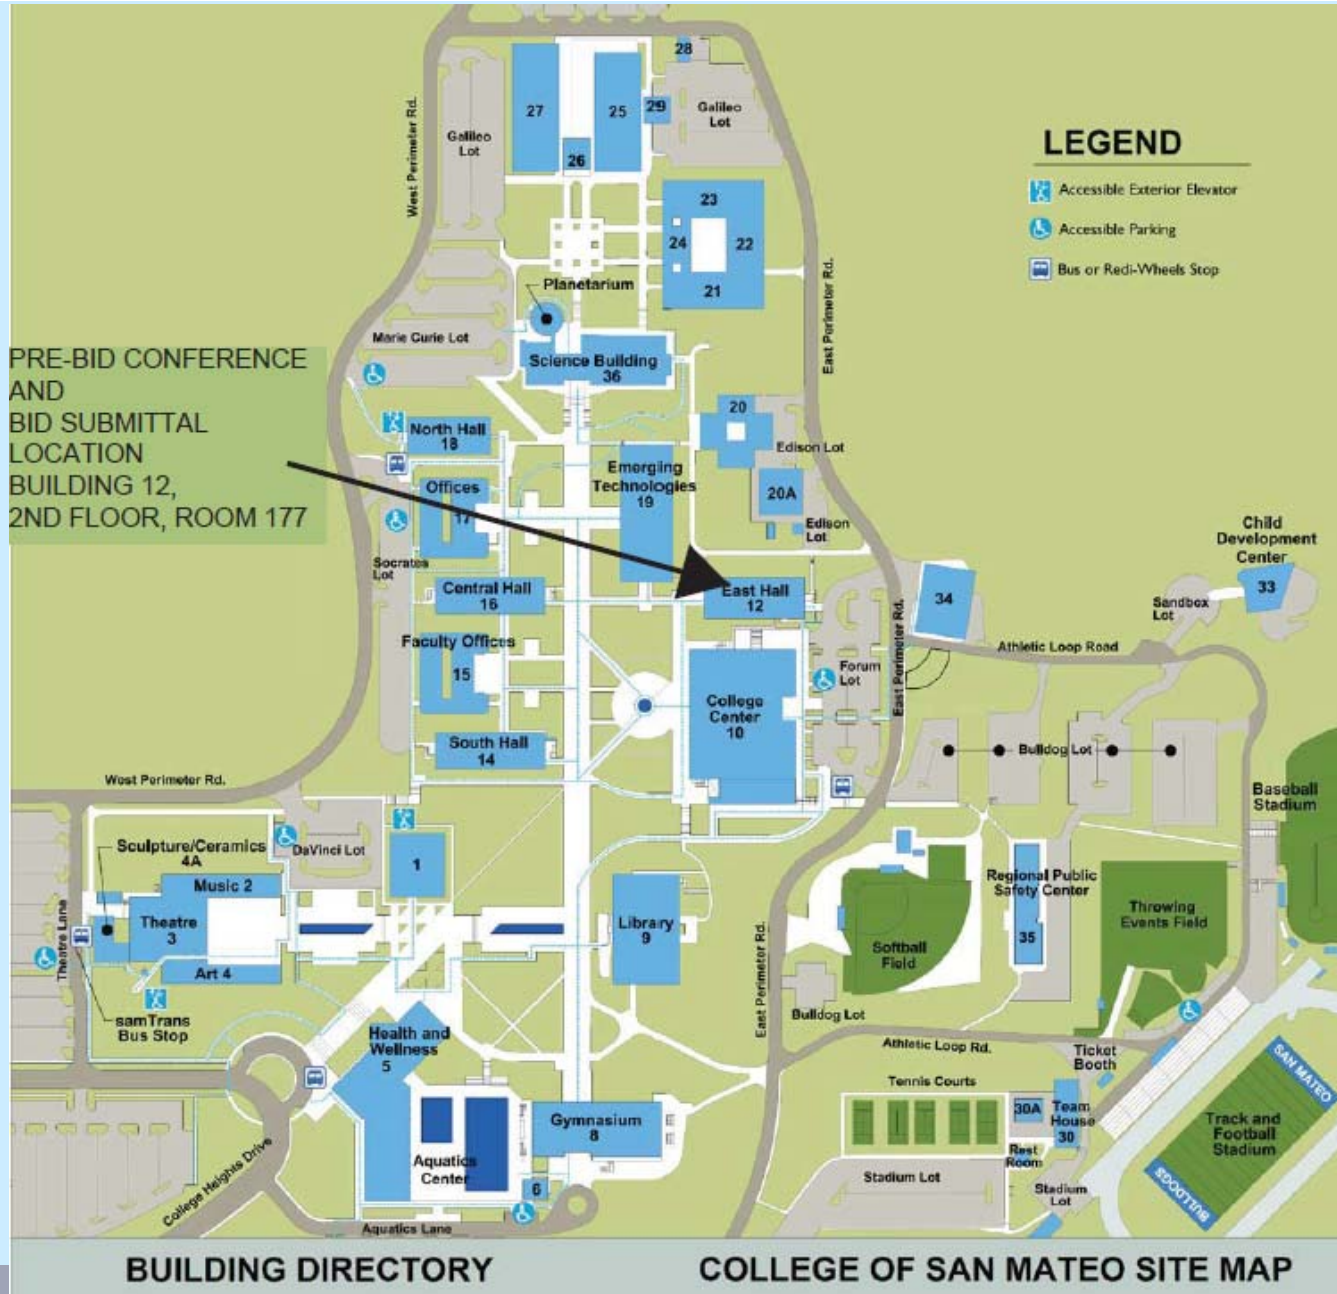 28
27
25
29
Galileo
Lot
Galileo
Lot
26
West Perimeter Rd.
23
24
22
21
LEGEND
Accessible Exterior Elevator
Accessible Parking
Bus or Redi-Wheels Stop
Planetarium
East Perimeter Rd.
Marie Curie Lot
Science Building
36
PRE-BID CONFERENCE
AND
BID SUBMITTAL
LOCATION
BUILDING 12,
2ND FLOOR, ROOM 177
North Hall
18
20
Edison Lot
Emerging
Technologies
19
20A
Edison
Lot
Offices
17
Socrates
Lot
Central Hall
16
East Hall
12
34
Child
Development
Center
33
Sandbox
Lot
Athletic Loop Road
East Perimeter Rd.
Faculty Offices
15
Forum
Lot
College
Center
10
South Hall
14
Bulldog Lot
West Perimeter Rd.
Baseball
Stadium
Sculpture/Ceramics
4A
DaVinci Lot
1
Music 2
Theatre
3
Art 4
Theatre Lane
samTrans
Bus Stop
Library
9
Regional Public
Safety Center
35
Softball
Field
Throwing
Events Field
East Perimeter Rd.
Bulldog Lot
Athletic Loop Rd.
Ticket
Booth
Health and
Wellness
5
Gymnasium
8
Aquatics
Center
6
Tennis Courts
30A
Team
House
30
Rest
Room
Stadium Lot
Stadium
Lot
SAN MATEO
Track and
Football
Stadium
BULLDOGS
College Heights Drive
Aquatics Lane
BUILDING DIRECTORY
COLLEGE OF SAN MATEO SITE MAP